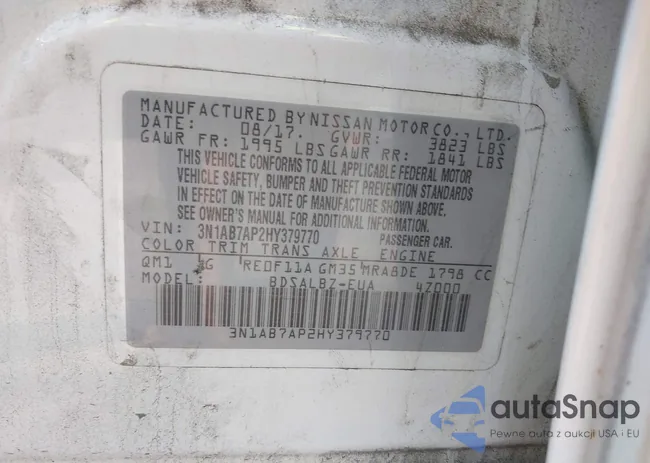 MANUFACTURED BY NISSAN MOTOR CO., LTD.
DATE: 08/17. GVWR: 3823 LBS
GAWR FR: 1995 LBS GAWR RR: 1841 LBS
THIS VEHICLE CONFORMS TO ALL APPLICABLE FEDERAL MOTOR
VEHICLE SAFETY, BUMPER AND THEFT PREVENTION STANDARDS
IN EFFECT ON THE DATE OF MANUFACTURE SHOWN ABOVE.
SEE OWNER'S MANUAL FOR ADDITIONAL INFORMATION.
VIN: 3N1AB7AP2HY379770 PASSENGER CAR.
COLOR TRIM TRANS AXLE ENGINE
QM1 G RE0F11A GM35 MRA8DE 1798 CC
MODEL: BDSALBZ-EUA 4Z000
3N1AB7AP2HY379770
autoSnap
Pewne auta z aukcji USA i EU